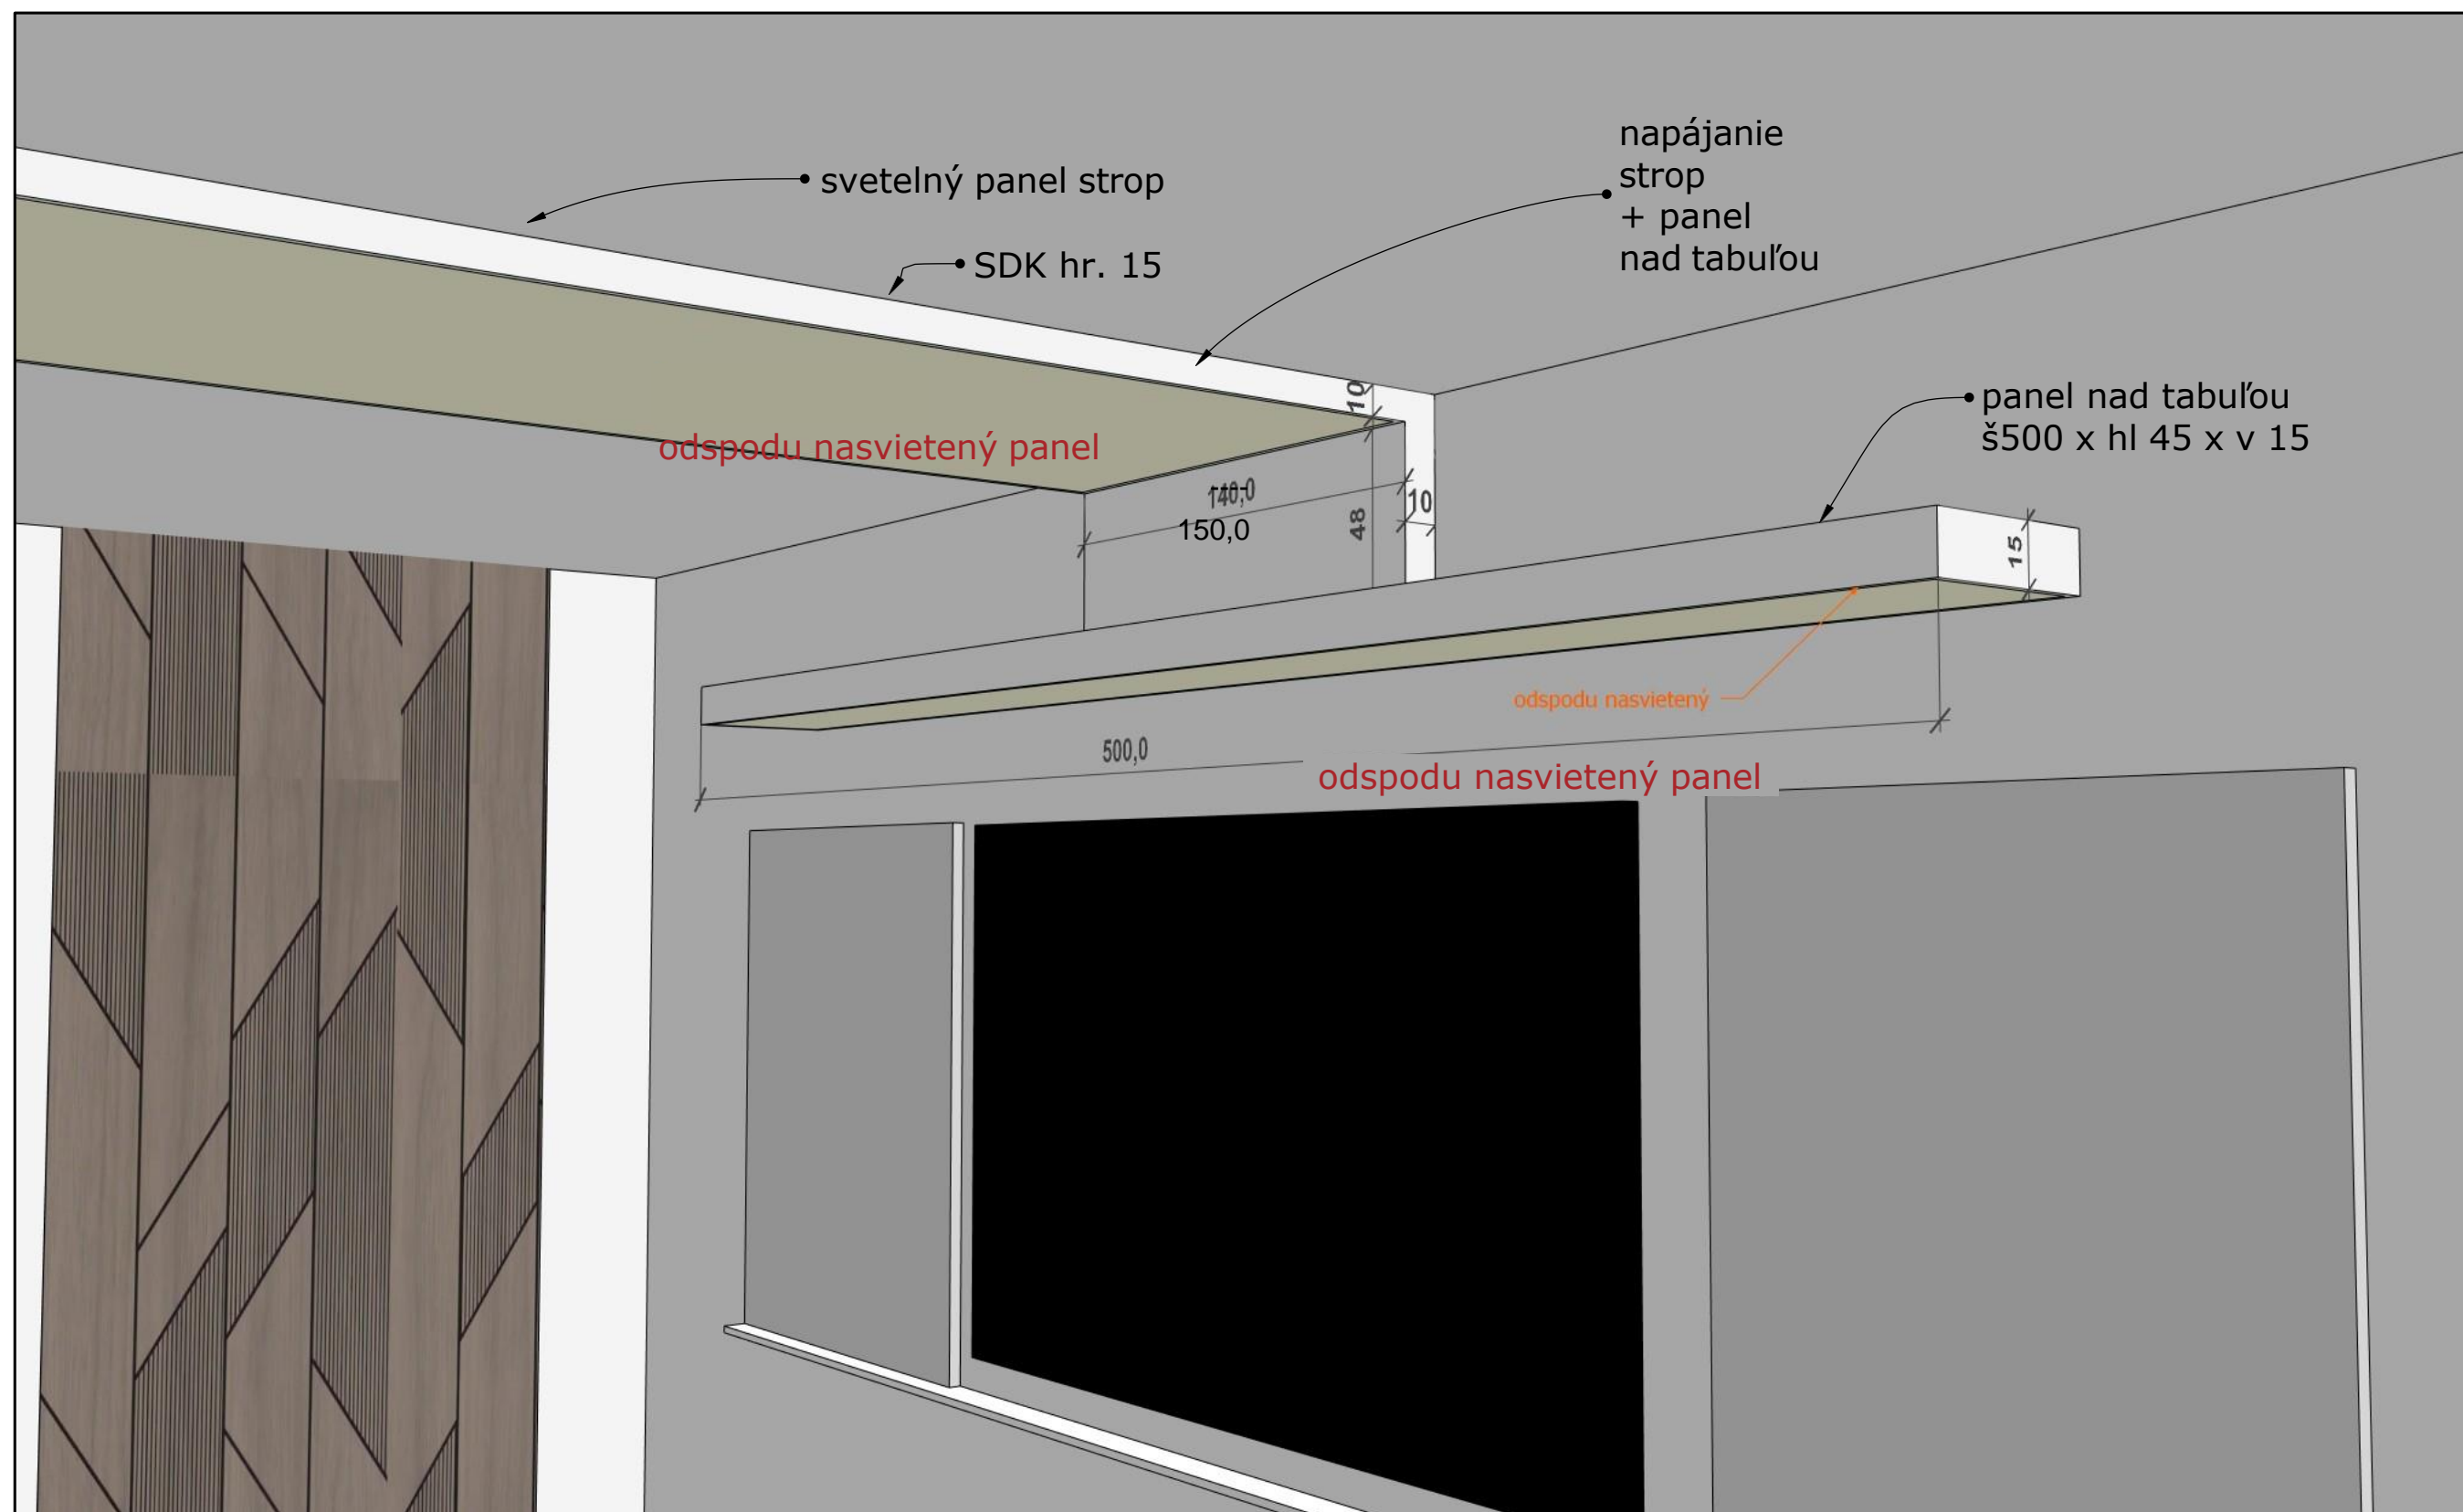 svetelný panel strop
SDK hr. 15
napájanie
strop
+ panel
nad tabuľou
panel nad tabuľou
š500 x hl 45 x v 15
10
odspodu nasvietený panel
140,0
150,0
48
10
15
odspodu nasvietený
500,0
odspodu nasvietený panel